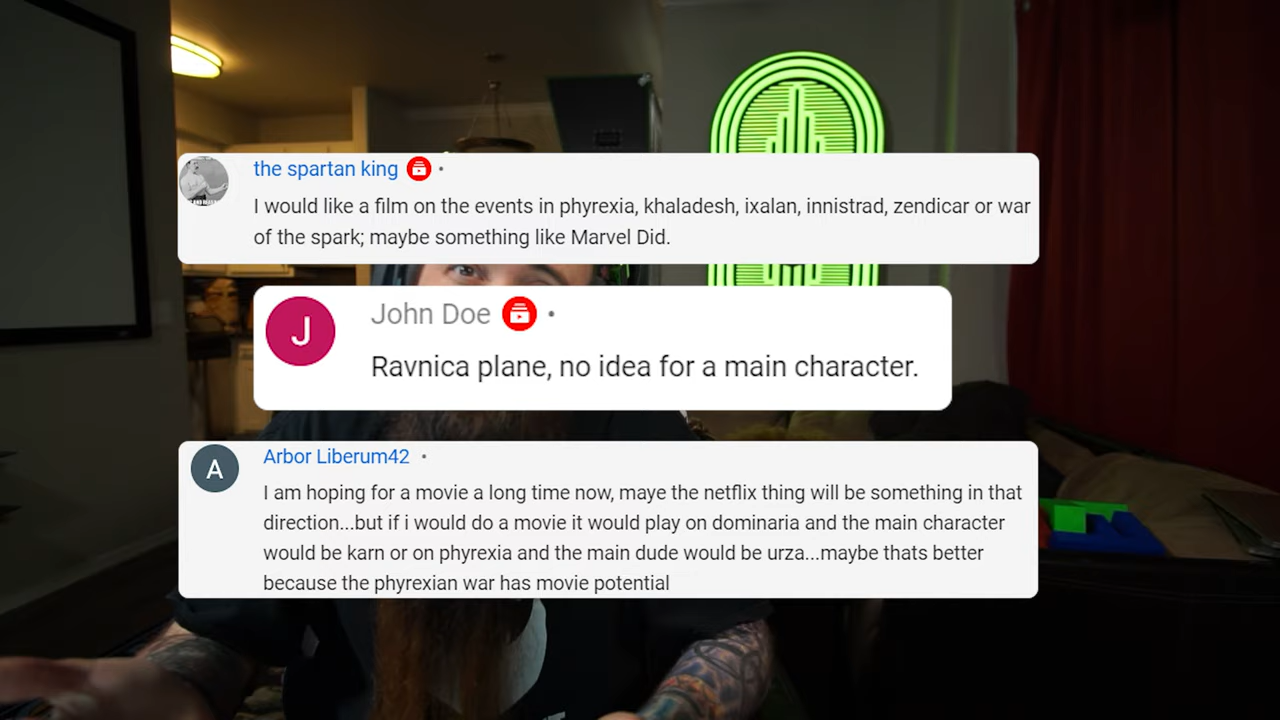 the spartan king •
I would like a film on the events in phyrexia, khaladesh, ixalan, innistrad, zendicar or war
of the spark; maybe something like Marvel Did.
J
John Doe •
Ravnica plane, no idea for a main character.
A
Arbor Liberum42 •
I am hoping for a movie a long time now, maye the netflix thing will be something in that
direction...but if i would do a movie it would play on dominaria and the main character
would be karn or on phyrexia and the main dude would be urza...maybe thats better
because the phyrexian war has movie potential